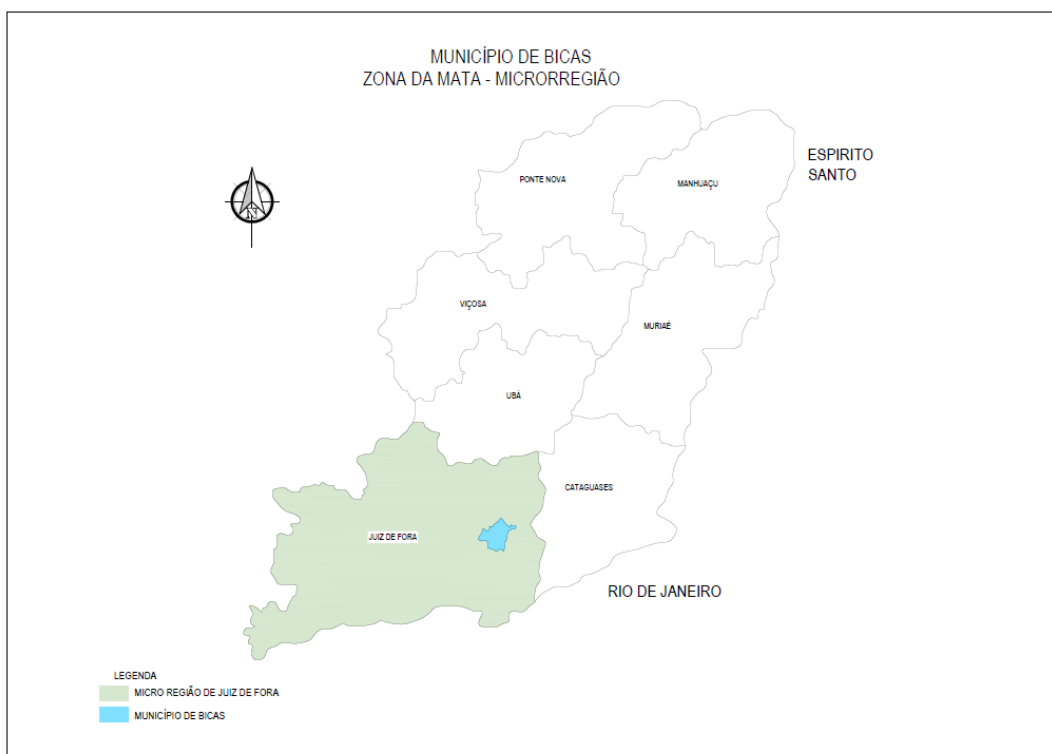 MUNICÍPIO DE BICAS
ZONA DA MATA - MICRORREGIÃO
ESPIRITO
SANTO
PONTE NOVA
MANHUAÇU
VIÇOSA
MURIAÉ
UBÁ
CATAGUASES
JUIZ DE FORA
RIO DE JANEIRO
LEGENDA
MICRO REGIÃO DE JUIZ DE FORA
MUNICÍPIO DE BICAS